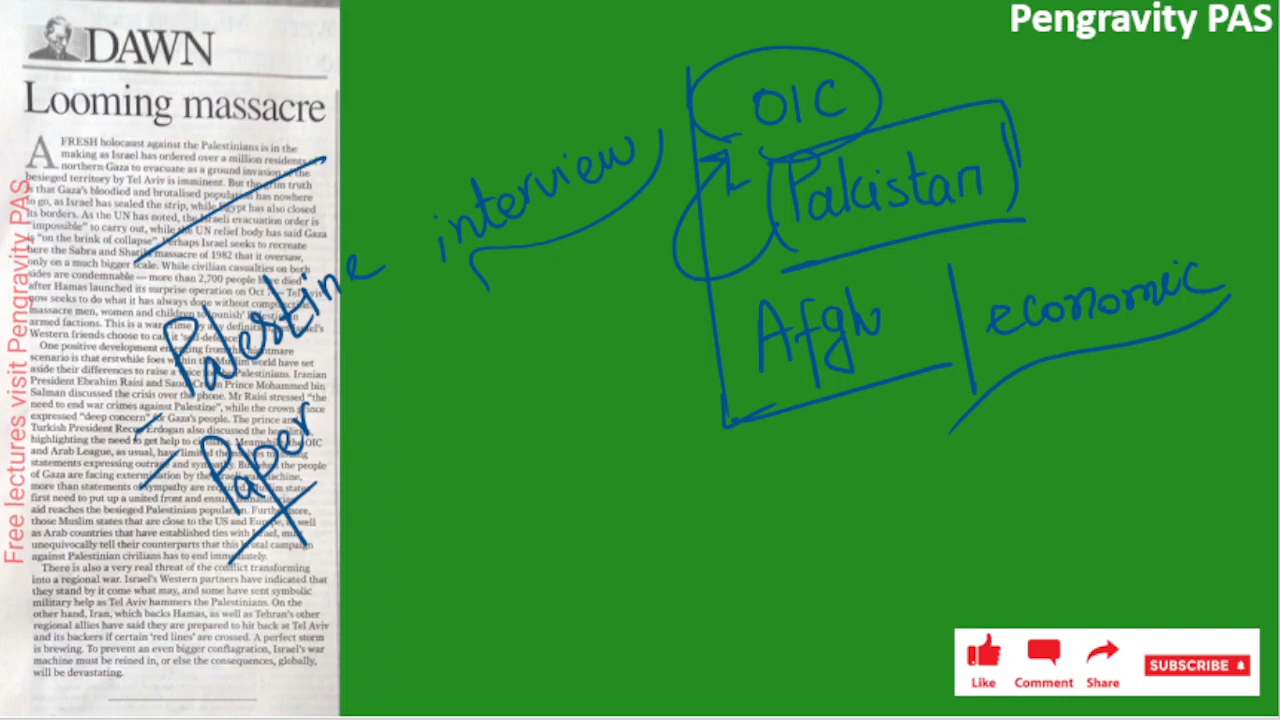 DAWN
Looming massacre
A FRESH holocaust against the Palestinians is in the
making as Israel has ordered over a million residents of
northern Gaza to evacuate as a ground invasion of the
besieged territory by Tel Aviv is imminent. But the grim truth
is that Gaza's bloodied and brutalised population has nowhere
to go, as Israel has sealed the strip, while Egypt has also closed
its borders. As the UN has noted, the Israeli evacuation order is
"impossible" to carry out, while the UN relief body has said Gaza
is "on the brink of collapse". Perhaps Israel seeks to recreate
here the Sabra and Shatila massacre of 1982 that it oversaw,
only on a much bigger scale. While civilian casualties on both
sides are condemnable — more than 2,700 people have died
after Hamas launched its surprise operation on Oct 7 — Tel Aviv
now seeks to do what it has always done without compunction:
massacre men, women and children to 'punish' Palestinian
armed factions. This is a war crime by any definition,
Western friends choose to call it 'self-defence'
One positive development emerging from this nightmare
scenario is that erstwhile foes within the Muslim world have set
aside their differences to raise a voice for the Palestinians. Iranian
President Ebrahim Raisi and Saudi Crown Prince Mohammed bin
Salman discussed the crisis over the phone. Mr Raisi stressed "the
need to end war crimes against Palestine", while the crown prince
expressed "deep concern" for Gaza's people. The prince and
Turkish President Recep Erdogan also discussed the
highlighting the need to get help to Meanwhile, the OIC
and Arab League, as usual, have limited themselves to issuing
statements expressing outrage and sympathy. But when the people
of Gaza are facing extermination by the Israeli war machine,
more than statements of sympathy are required. Muslim states
first need to put up a united front and ensure humanitarian
aid reaches the besieged Palestinian population. Furthermore,
those Muslim states that are close to the US and Europe, as well
as Arab countries that have established ties with Israel, must
unequivocally tell their counterparts that this brutal campaign
against Palestinian civilians has to end immediately.
There is also a very real threat of the conflict transforming
into a regional war. Israel's Western partners have indicated that
they stand by it come what may, and some have sent symbolic
military help as Tel Aviv hammers the Palestinians. On the
other hand, Iran, which backs Hamas, as well as Tehran's other
regional allies have said they are prepared to hit back at Tel Aviv
and its backers if certain 'red lines' are crossed. A perfect storm
is brewing. To prevent an even bigger conflagration, Israel's war
machine must be reined in, or else the consequences, globally,
will be devastating.
Free lectures visit Pengravity PAS
Palestine
Paper
interview
Pengravity PAS
OIC
Pakistan
Afgh
economic
Like
Comment
Share
SUBSCRIBE